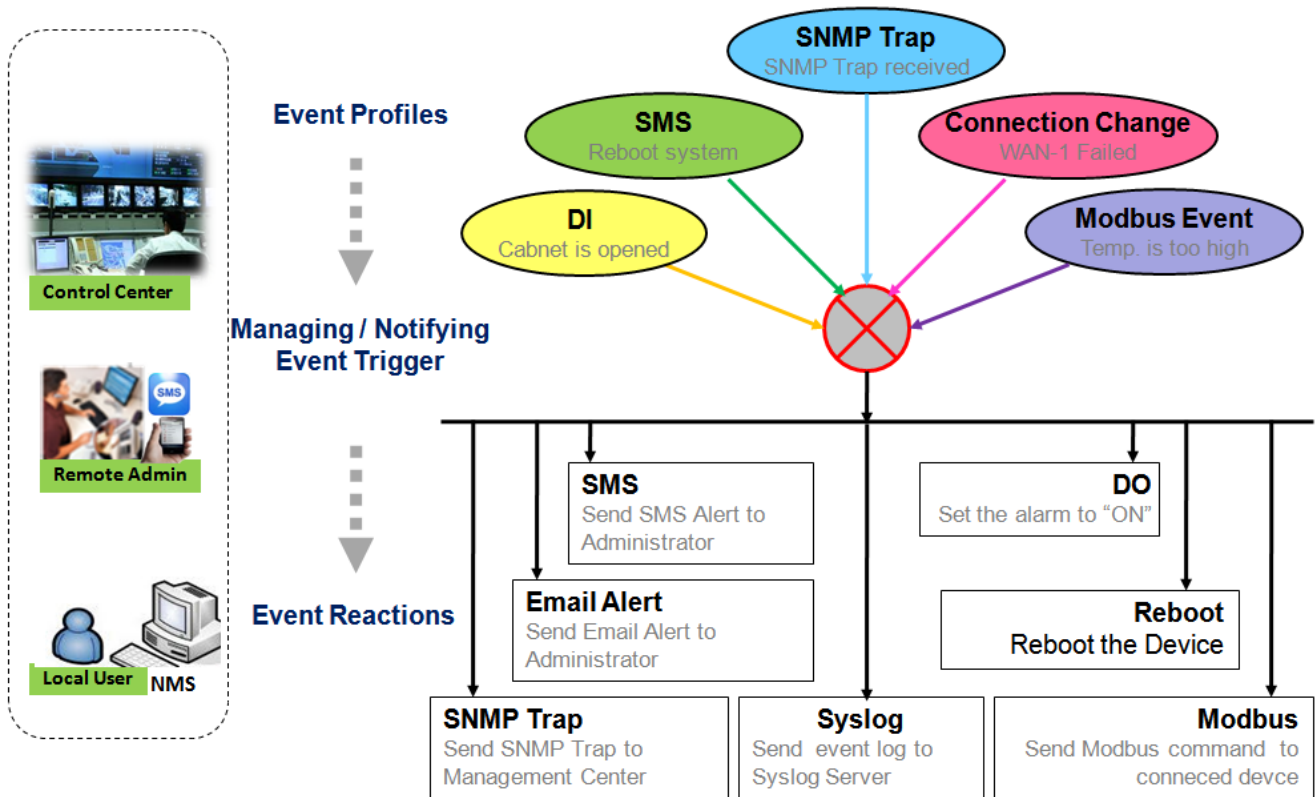 SNMP Trap
SNMP Trap received
Event Profiles
SMS
Reboot system
Connection Change
WAN-1 Failed
DI
Cabnet is opened
Modbus Event
Temp. is too high
Control Center
Managing / Notifying
Event Trigger
SMS
Remote Admin
SMS
Send SMS Alert to
Administrator
DO
Set the alarm to “ON”
Event Reactions
Email Alert
Send Email Alert to
Administrator
Reboot
Reboot the Device
Local User
NMS
SNMP Trap
Send SNMP Trap to
Management Center
Syslog
Send event log to
Syslog Server
Modbus
Send Modbus command to
conneced devce